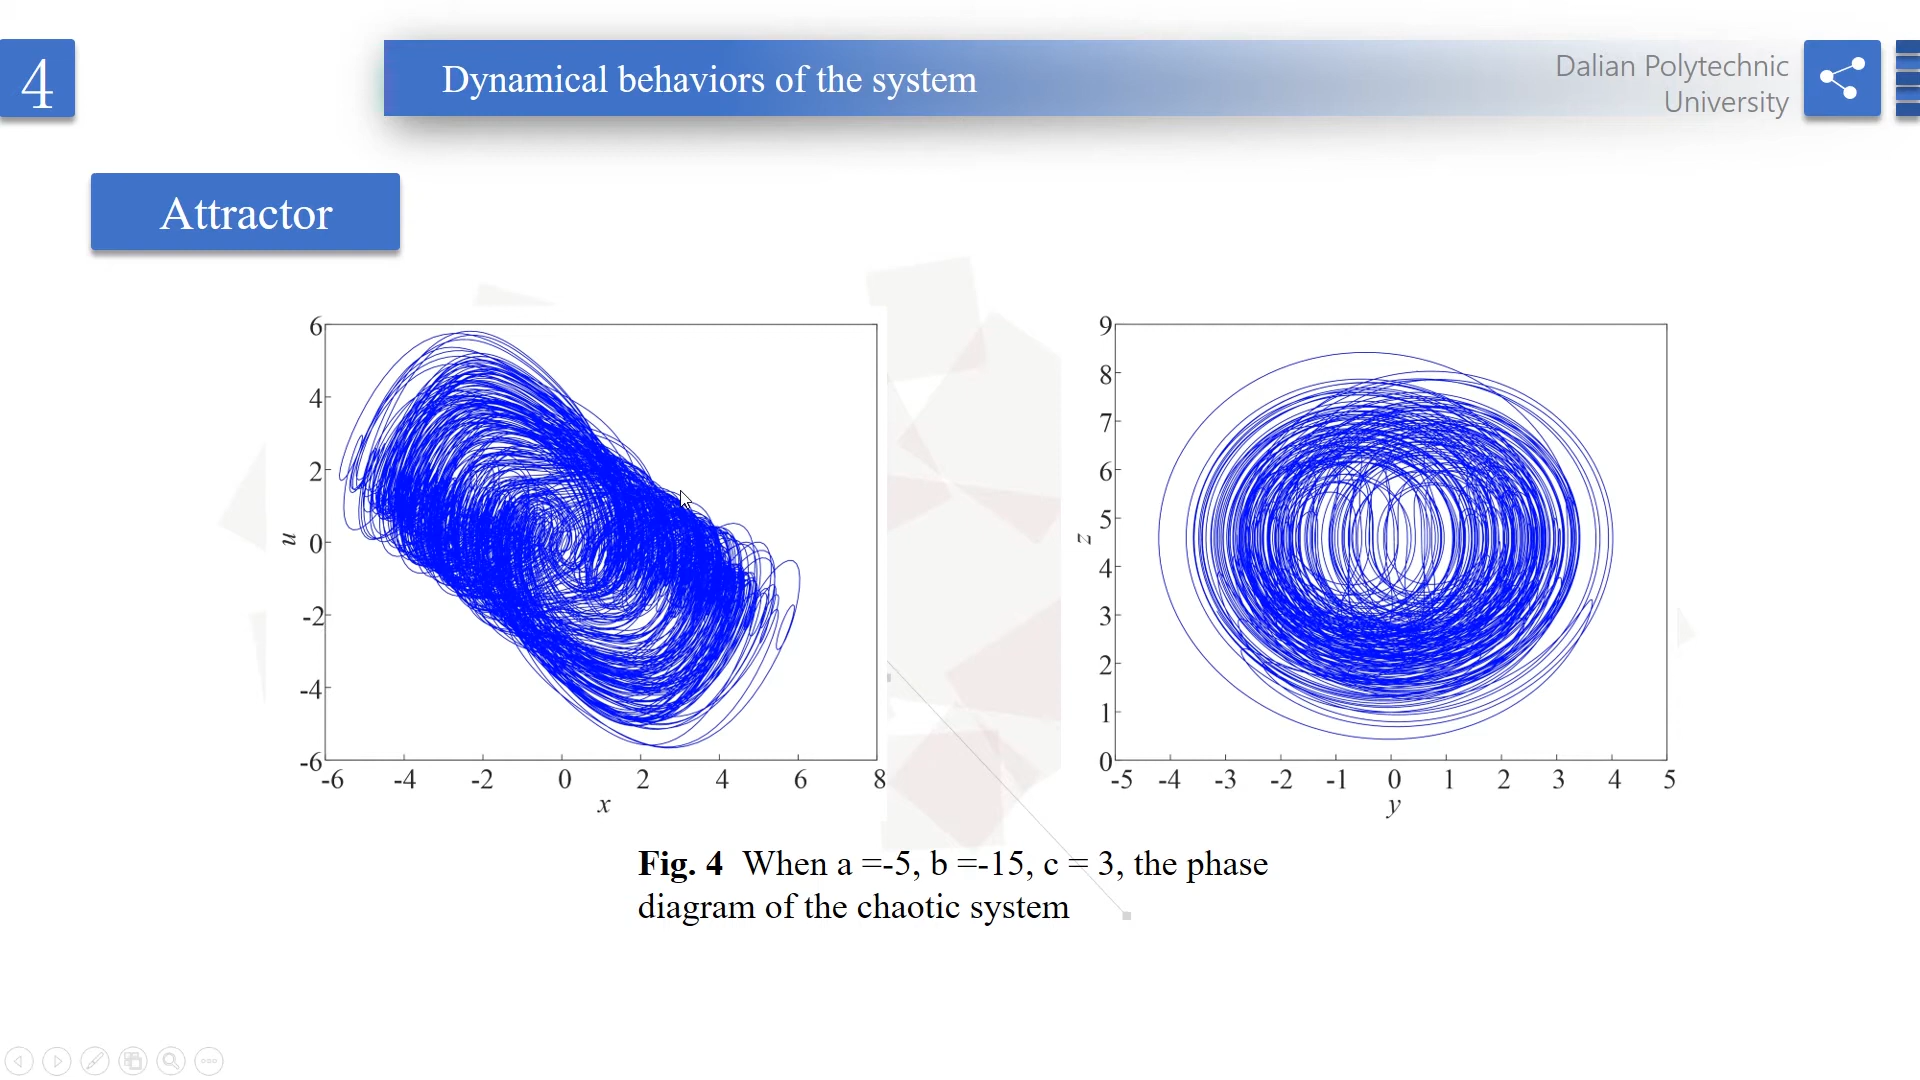 4
Dynamical behaviors of the system
Dalian Polytechnic
University
Attractor
6
4
2
0
-2
-4
-6
u
-6 -4 -2 0 2 4 6 8
x
9
8
7
6
5
4
3
2
1
0
z
-5 -4 -3 -2 -1 0 1 2 3 4 5
y
Fig. 4 When a =-5, b =-15, c = 3, the phase
diagram of the chaotic system